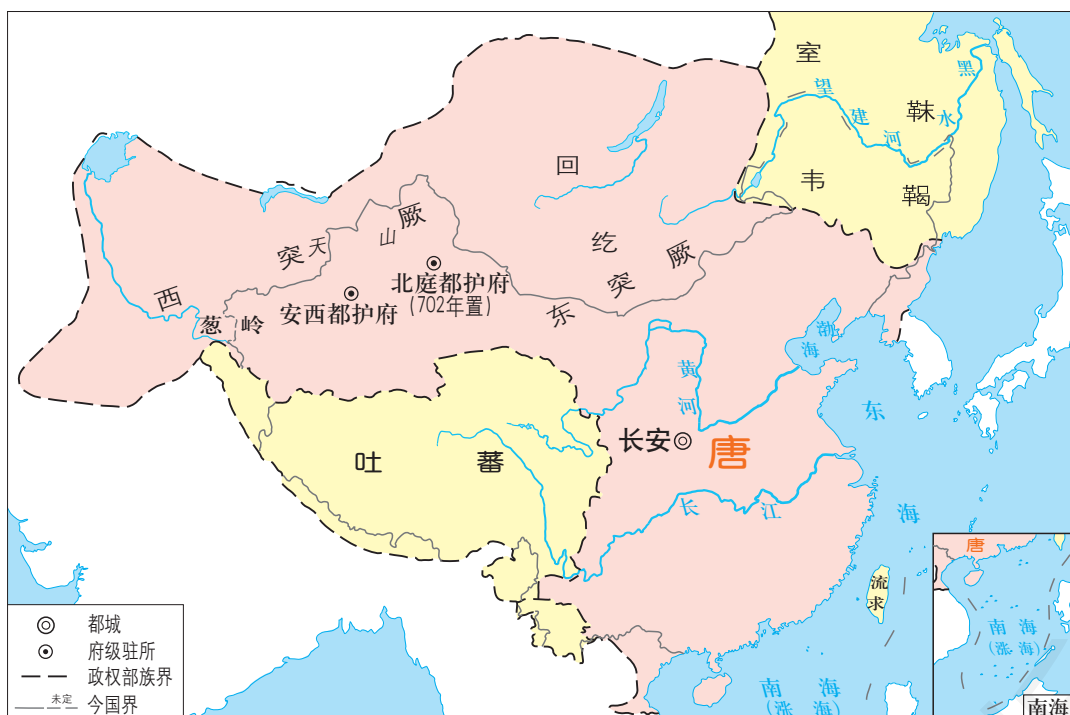 室
韦
靺
鞨
望建河
黑水
回
纥
西
突
厥
天
山
东
突
厥
北庭都护府
(702年置)
安西都护府
葱岭
渤海
黄河
长安
唐
东
海
吐
蕃
长
江
流求
南海
(涨海)
唐
南海
(涨海)
南海
都城
府级驻所
政权部族界
未定
今国界